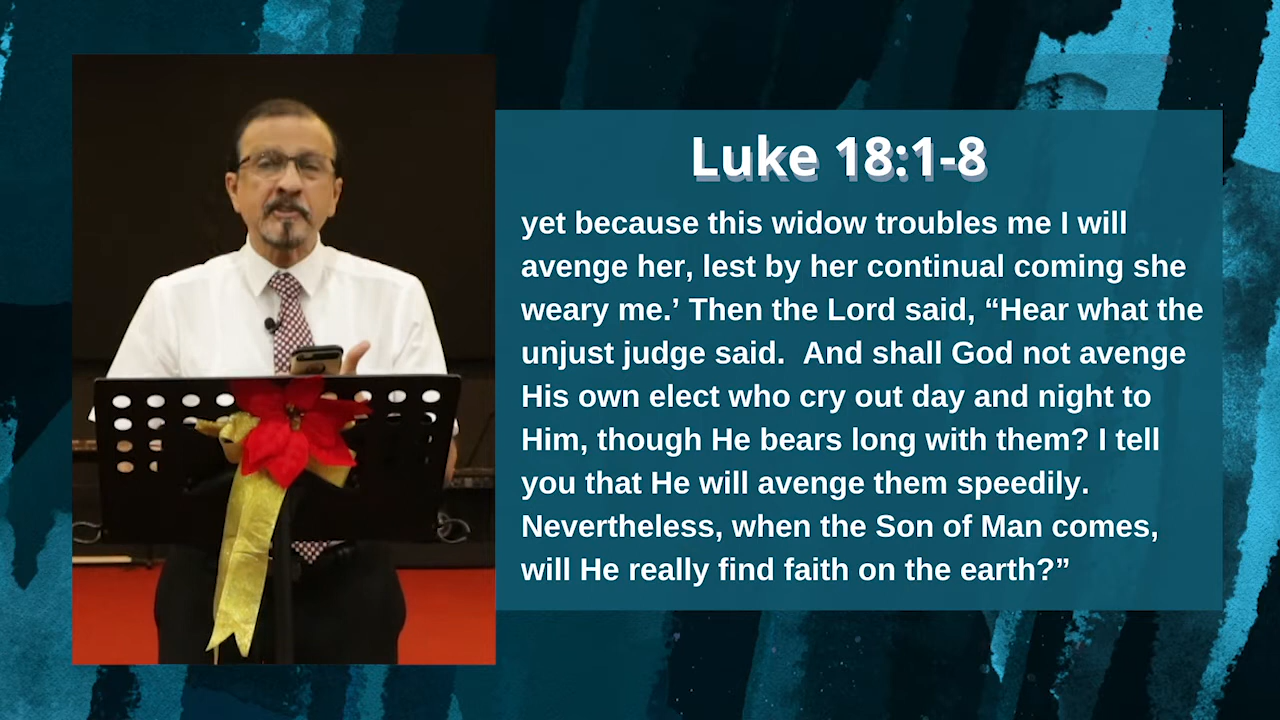 Luke 18:1-8
yet because this widow troubles me I will
avenge her, lest by her continual coming she
weary me.’ Then the Lord said, “Hear what the
unjust judge said.  And shall God not avenge
His own elect who cry out day and night to
Him, though He bears long with them? I tell
you that He will avenge them speedily.
Nevertheless, when the Son of Man comes,
will He really find faith on the earth?”